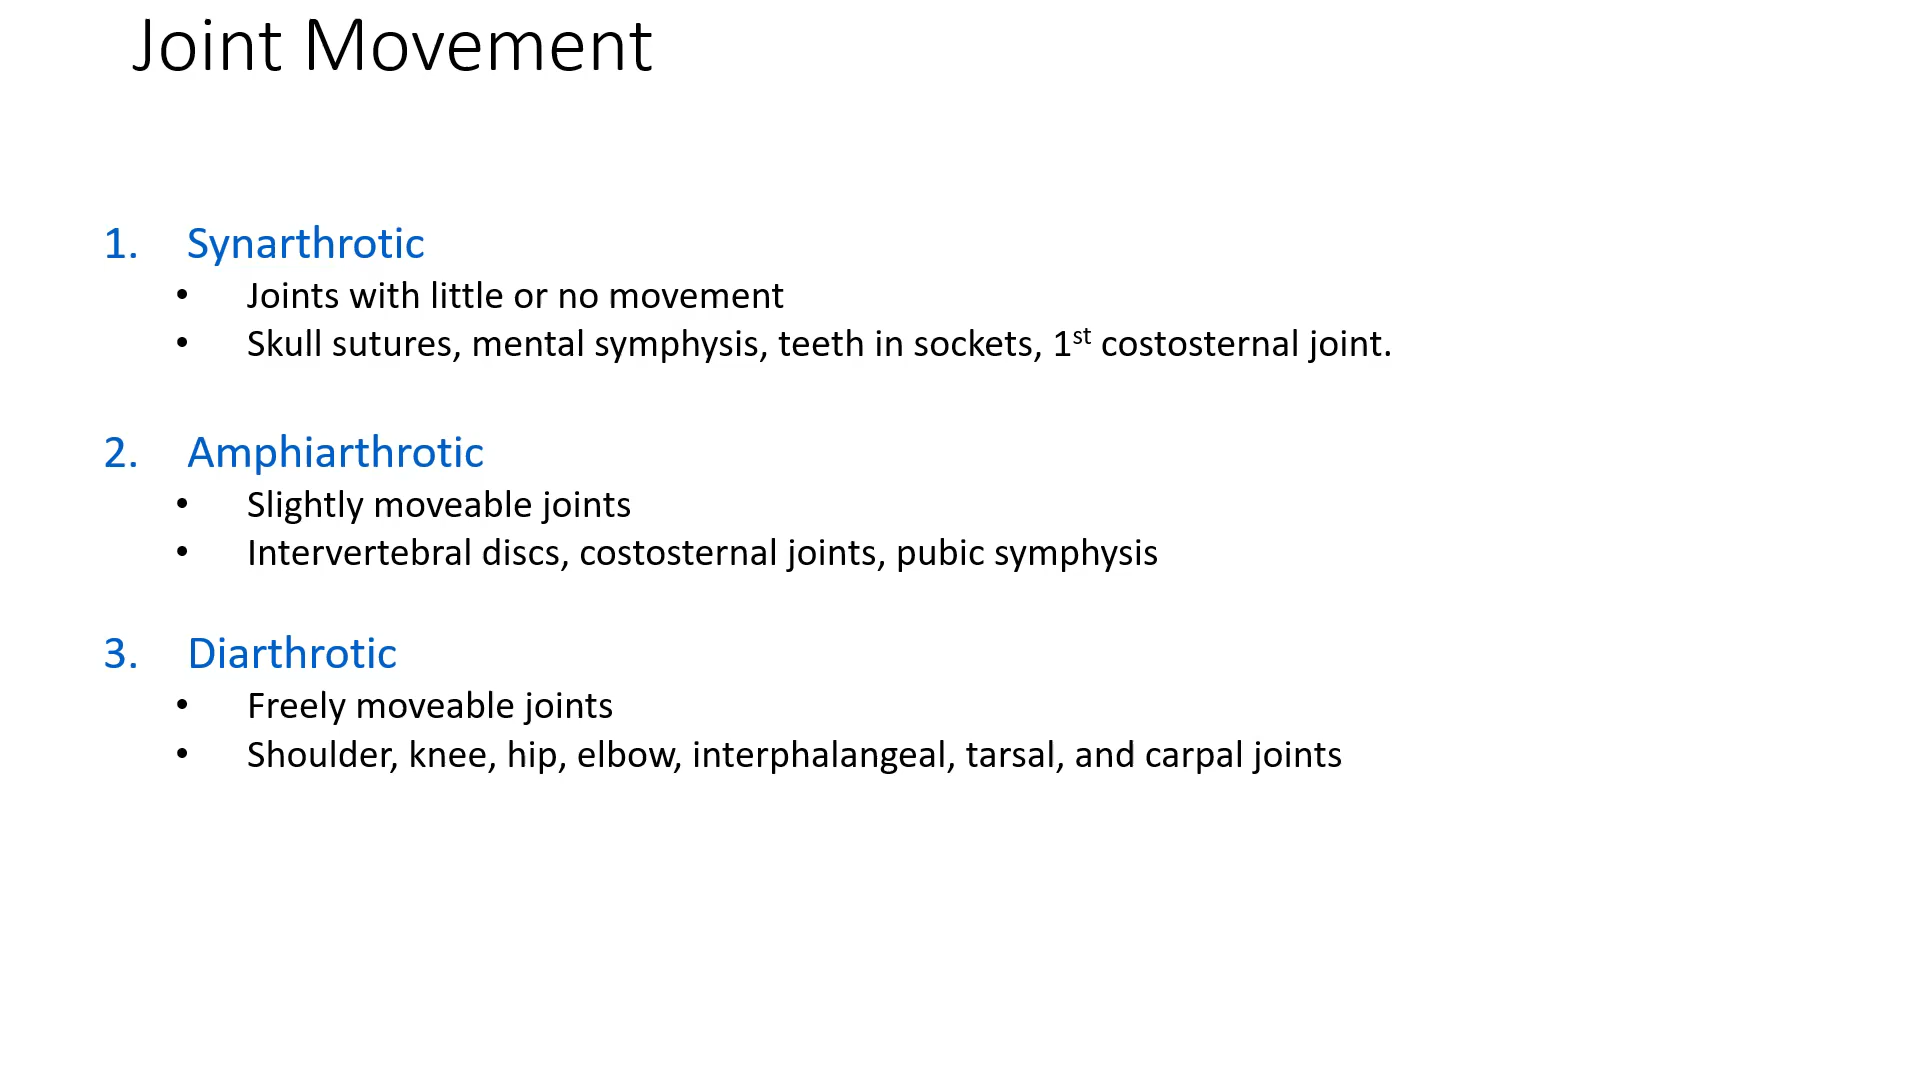 Joint Movement
1. Synarthrotic
• Joints with little or no movement
• Skull sutures, mental symphysis, teeth in sockets, 1st costosternal joint.
2. Amphiarthrotic
• Slightly moveable joints
• Intervertebral discs, costosternal joints, pubic symphysis
3. Diarthrotic
• Freely moveable joints
• Shoulder, knee, hip, elbow, interphalangeal, tarsal, and carpal joints